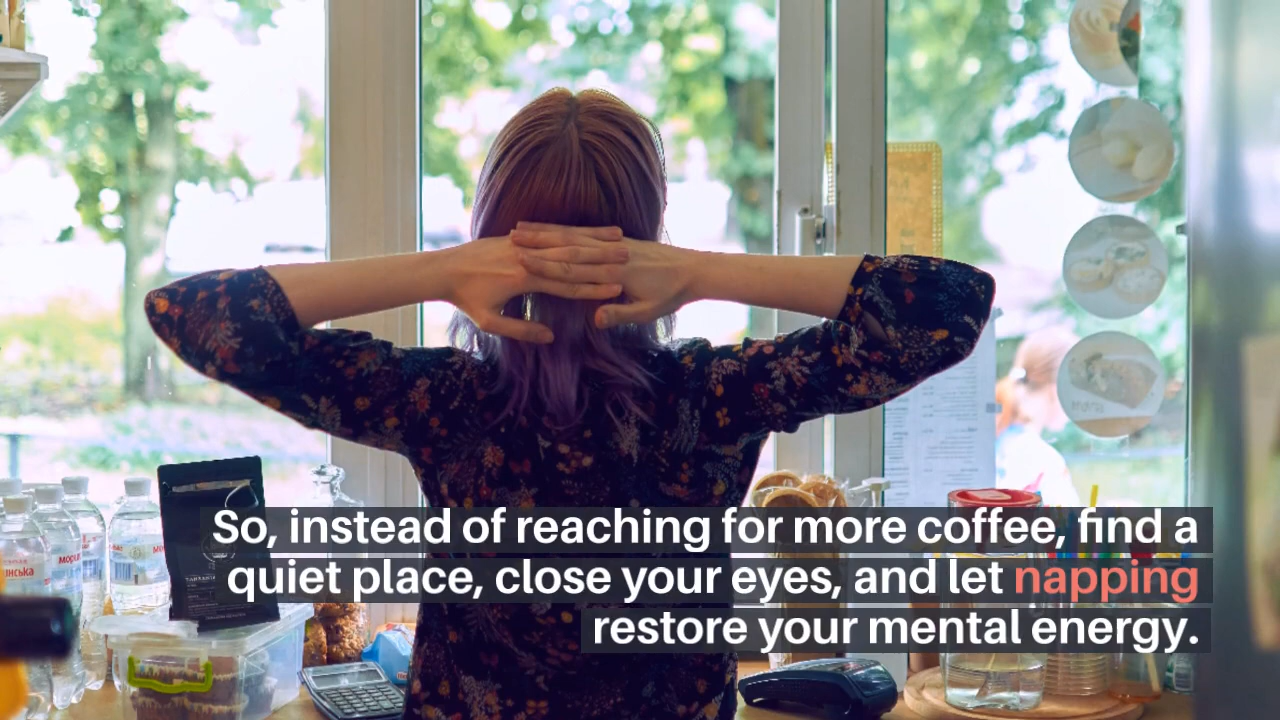 So, instead of reaching for more coffee, find a
quiet place, close your eyes, and let napping
restore your mental energy.